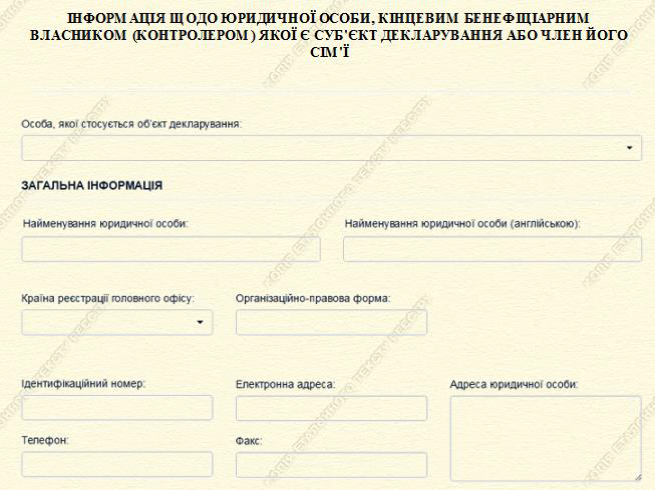 ІНФОРМАЦІЯ ЩОДО ЮРИДИЧНОЇ ОСОБИ, КІНЦЕВИМ БЕНЕФІЦІАРНИМ
ВЛАСНИКОМ (КОНТРОЛЕРОМ) ЯКОЇ Є СУБ'ЄКТ ДЕКЛАРУВАННЯ АБО ЧЛЕН ЙОГО
СІМ'Ї
Особа, якої стосується об'єкт декларування:
ЗАГАЛЬНА ІНФОРМАЦІЯ
Найменування юридичної особи: Найменування юридичної особи (англійською):
Країна реєстрації головного офісу: Організаційно-правова форма:
Ідентифікаційний номер: Електронна адреса: Адреса юридичної особи:
Телефон: Факс: